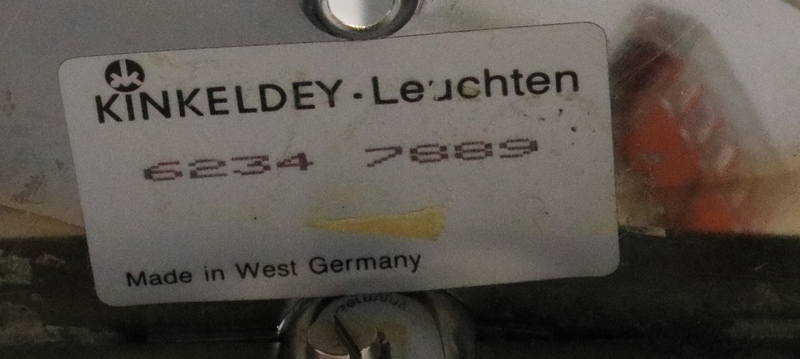 KINKELDEY - Leuchten
6234 7889
Made in West Germany